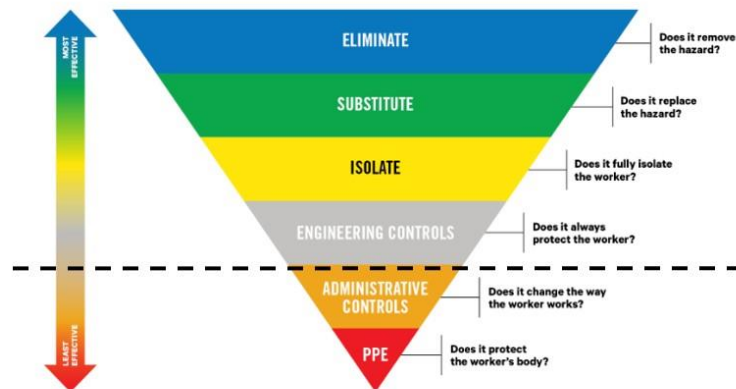 MOST
EFFECTIVE
ELIMINATE
Does it remove
the hazard?
SUBSTITUTE
Does it replace
the hazard?
ISOLATE
Does it fully isolate
the worker?
ENGINEERING CONTROLS
Does it always
protect the worker?
ADMINISTRATIVE
CONTROLS
Does it change the way
the worker works?
LEAST
EFFECTIVE
PPE
Does it protect
the worker's body?